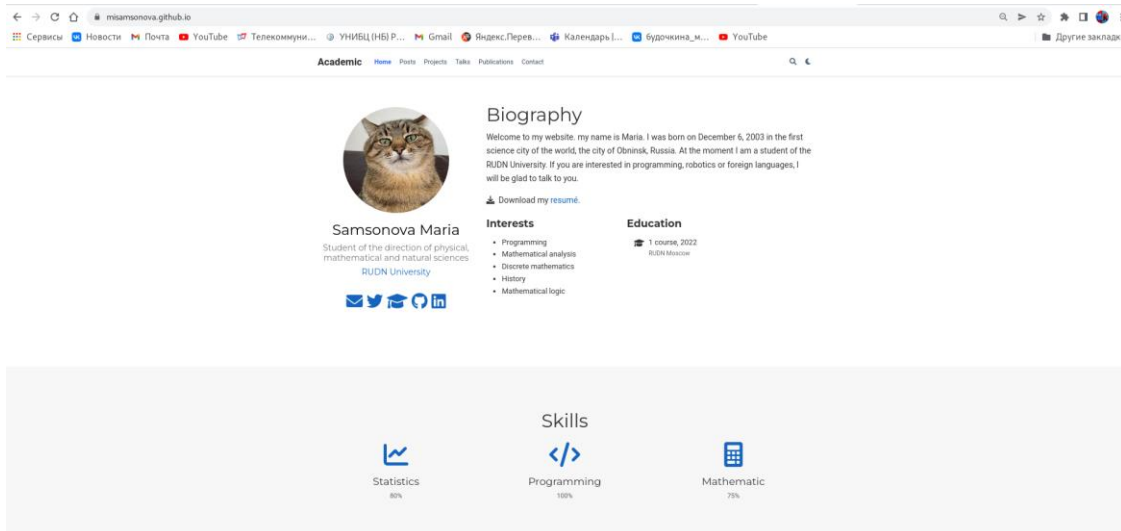 misamsonova.github.io
Сервисы Новости Почта YouTube Телекоммуни... УНИБЦ (НБ) Р... Gmail Яндекс.Перев... Календарь |... будочкина_м... YouTube Другие закладк
Academic Home Posts Projects Talks Publications Contact
Biography
Welcome to my website. my name is Maria. I was born on December 6, 2003 in the first
science city of the world, the city of Obninsk, Russia. At the moment I am a student of the
RUDN University. If you are interested in programming, robotics or foreign languages, I
will be glad to talk to you.
Download my resumé.
Samsonova Maria
Student of the direction of physical,
mathematical and natural sciences
RUDN University
Interests
Programming
Mathematical analysis
Discrete mathematics
History
Mathematical logic
Education
1 course, 2022
RUDN Moscow
Skills
Statistics
80%
Programming
100%
Mathematic
75%